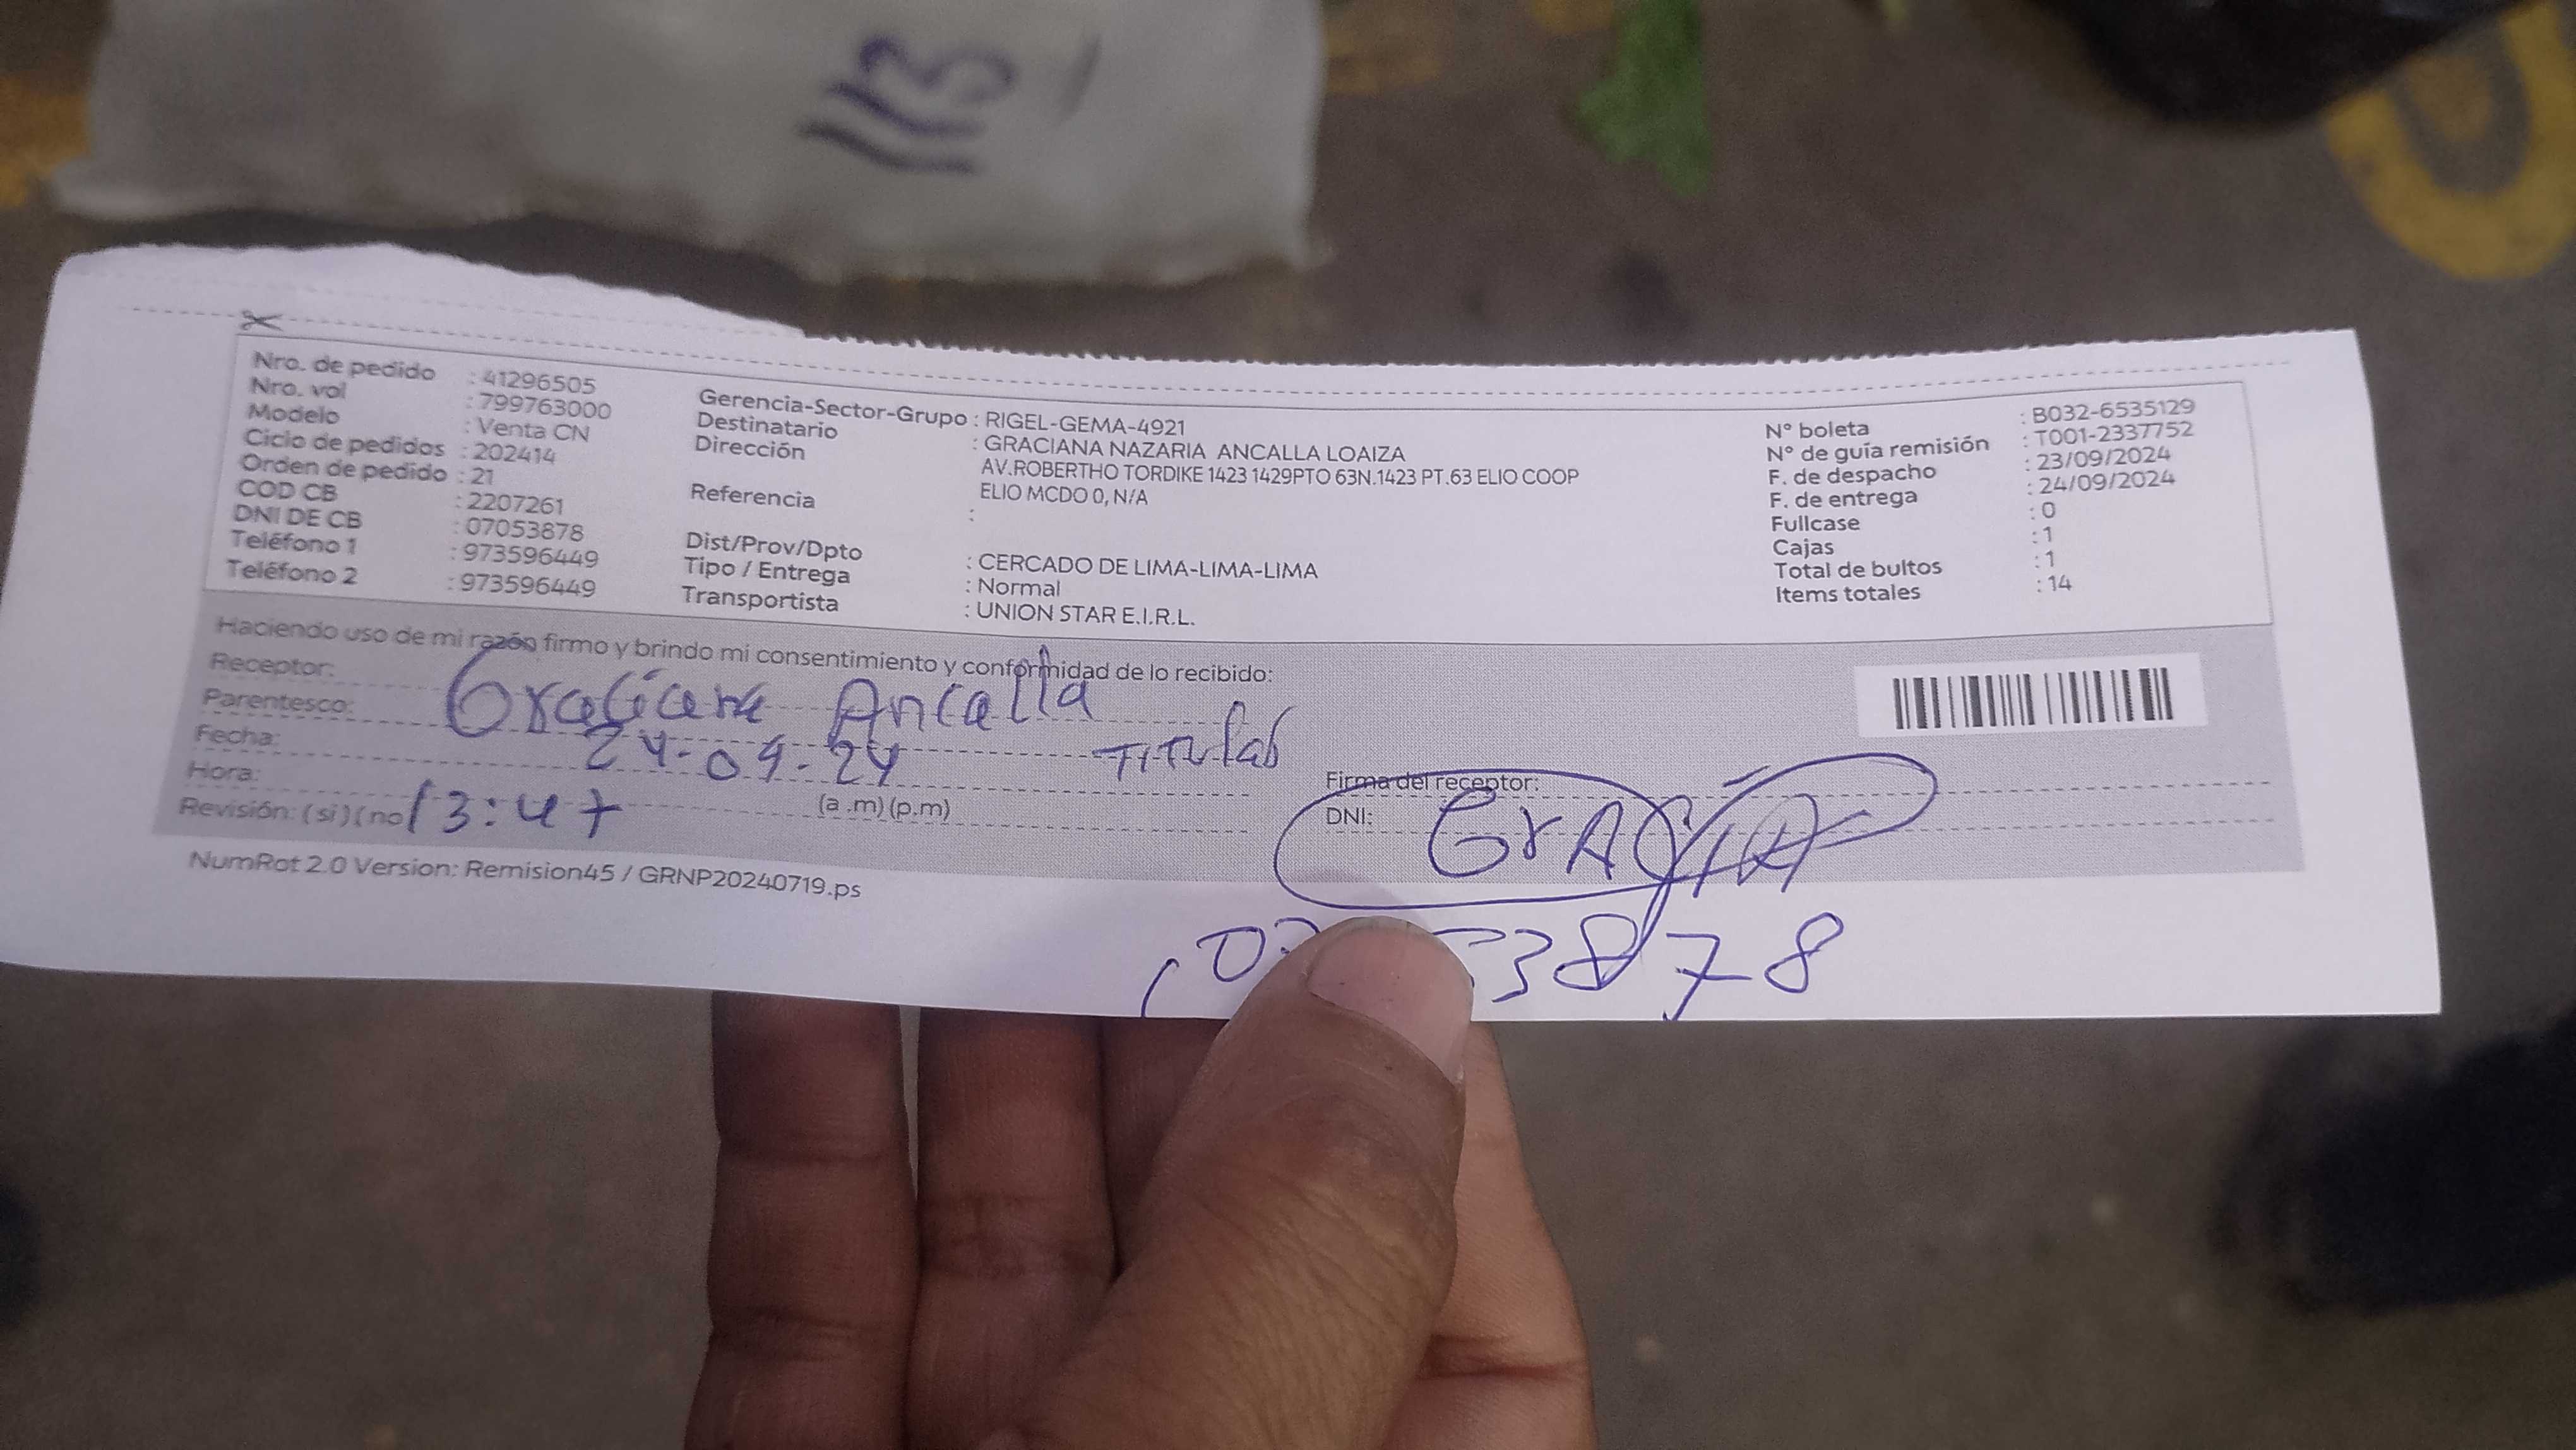 Nro. de pedido : 41296505
Nro. vol : 799763000
Modelo : Venta CN
Ciclo de pedidos : 202414
Orden de pedido : 21
COD CB : 2207261
DNI DE CB : 07053878
Teléfono 1 : 973596449
Teléfono 2 : 973596449
Gerencia-Sector-Grupo : RIGEL-GEMA-4921
Destinatario : GRACIANA NAZARIA ANCALLA LOAIZA
Dirección AV.ROBERTHO TORDIKE 1423 1429PTO 63N.1423 PT.63 ELIO COOP
ELIO MCDO 0, N/A
Referencia :
Dist/Prov/Dpto : CERCADO DE LIMA-LIMA-LIMA
Tipo / Entrega : Normal
Transportista : UNION STAR E.I.R.L.
N° boleta : B032-6535129
N° de guía remisión : T001-2337752
F. de despacho : 23/09/2024
F. de entrega : 24/09/2024
Fullcase : 0
Cajas : 1
Total de bultos : 1
Items totales : 14
Haciendo uso de mi razón firmo y brindo mi consentimiento y conformidad de lo recibido:
Receptor: Graciana Ancalla
Parentesco: Titular
Fecha: 24-09-24
Hora: 13:47 (a.m) (p.m)
Revisión: (si) (no
Firma del receptor:
DNI:
3878
NumRot 2.0 Version: Remision45 / GRNP20240719.ps